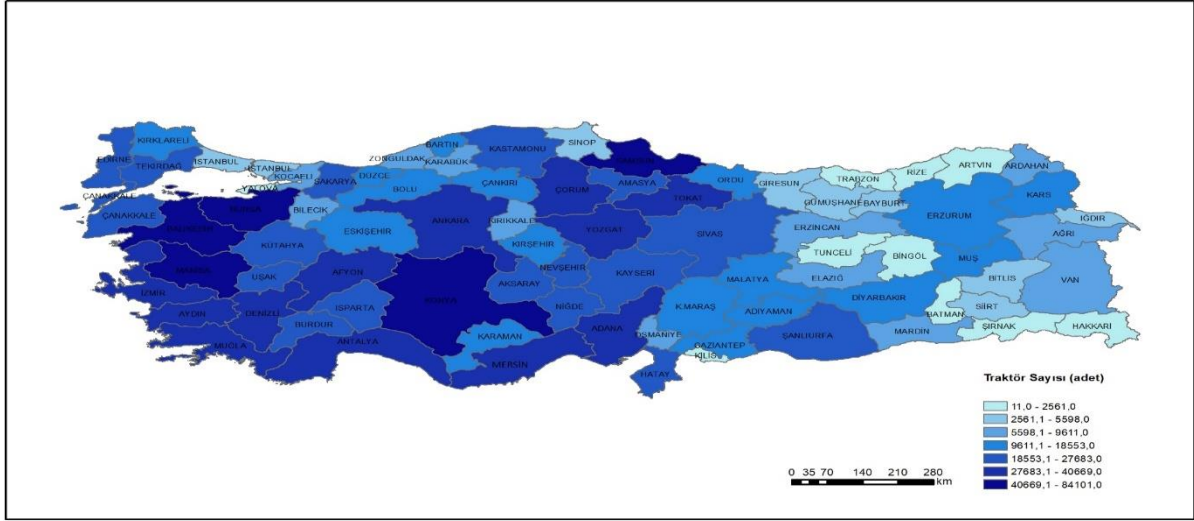 KIRKLARELİ
EDİRNE
TEKİRDAĞ
İSTANBUL
İSTANBUL
KOCAELİ
YALOVA
SAKARYA
DÜZCE
ZONGULDAK
BARTIN
KARABÜK
KASTAMONU
SİNOP
SAMSUN
BOLU
ÇANKIRI
ÇORUM
AMASYA
TOKAT
ORDU
GİRESUN
TRABZON
RİZE
ARTVİN
ARDAHAN
KARS
GÜMÜŞHANE
BAYBURT
ERZURUM
IĞDIR
AĞRI
ÇANAKKALE
ÇANAKKALE
BALIKESİR
BURSA
BİLECİK
ESKİŞEHİR
ANKARA
KIRIKKALE
YOZGAT
SİVAS
ERZİNCAN
TUNCELİ
BİNGÖL
MUŞ
BİTLİS
VAN
KÜTAHYA
MANİSA
UŞAK
AFYON
KIRŞEHİR
NEVŞEHİR
KAYSERİ
MALATYA
ELAZIĞ
DİYARBAKIR
BATMAN
SİİRT
İZMİR
AYDIN
DENİZLİ
ISPARTA
BURDUR
KONYA
AKSARAY
NİĞDE
K.MARAŞ
ADIYAMAN
ŞANLIURFA
MARDİN
ŞIRNAK
HAKKARİ
MUĞLA
ANTALYA
KARAMAN
MERSİN
ADANA
OSMANİYE
GAZİANTEP
KİLİS
HATAY
Traktör Sayısı (adet)
11,0 - 2561,0
2561,1 - 5598,0
5598,1 - 9611,0
9611,1 - 18553,0
18553,1 - 27683,0
27683,1 - 40669,0
40669,1 - 84101,0
0 35 70 140 210 280
km